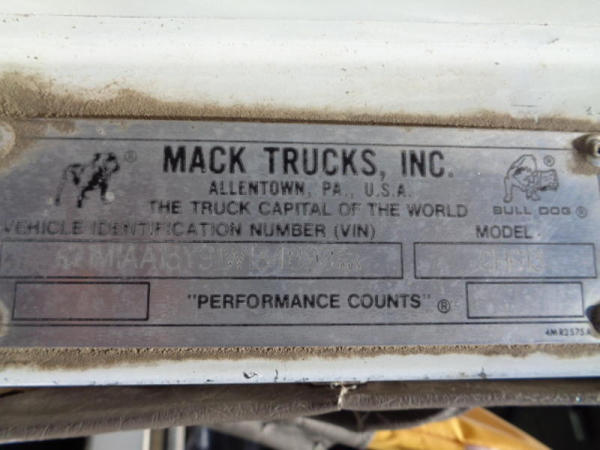 MACK TRUCKS, INC.
ALLENTOWN, PA., U.S.A.
THE TRUCK CAPITAL OF THE WORLD
BULL DOG ®
VEHICLE IDENTIFICATION NUMBER (VIN)
MODEL
"PERFORMANCE COUNTS" ®
4MR2575A